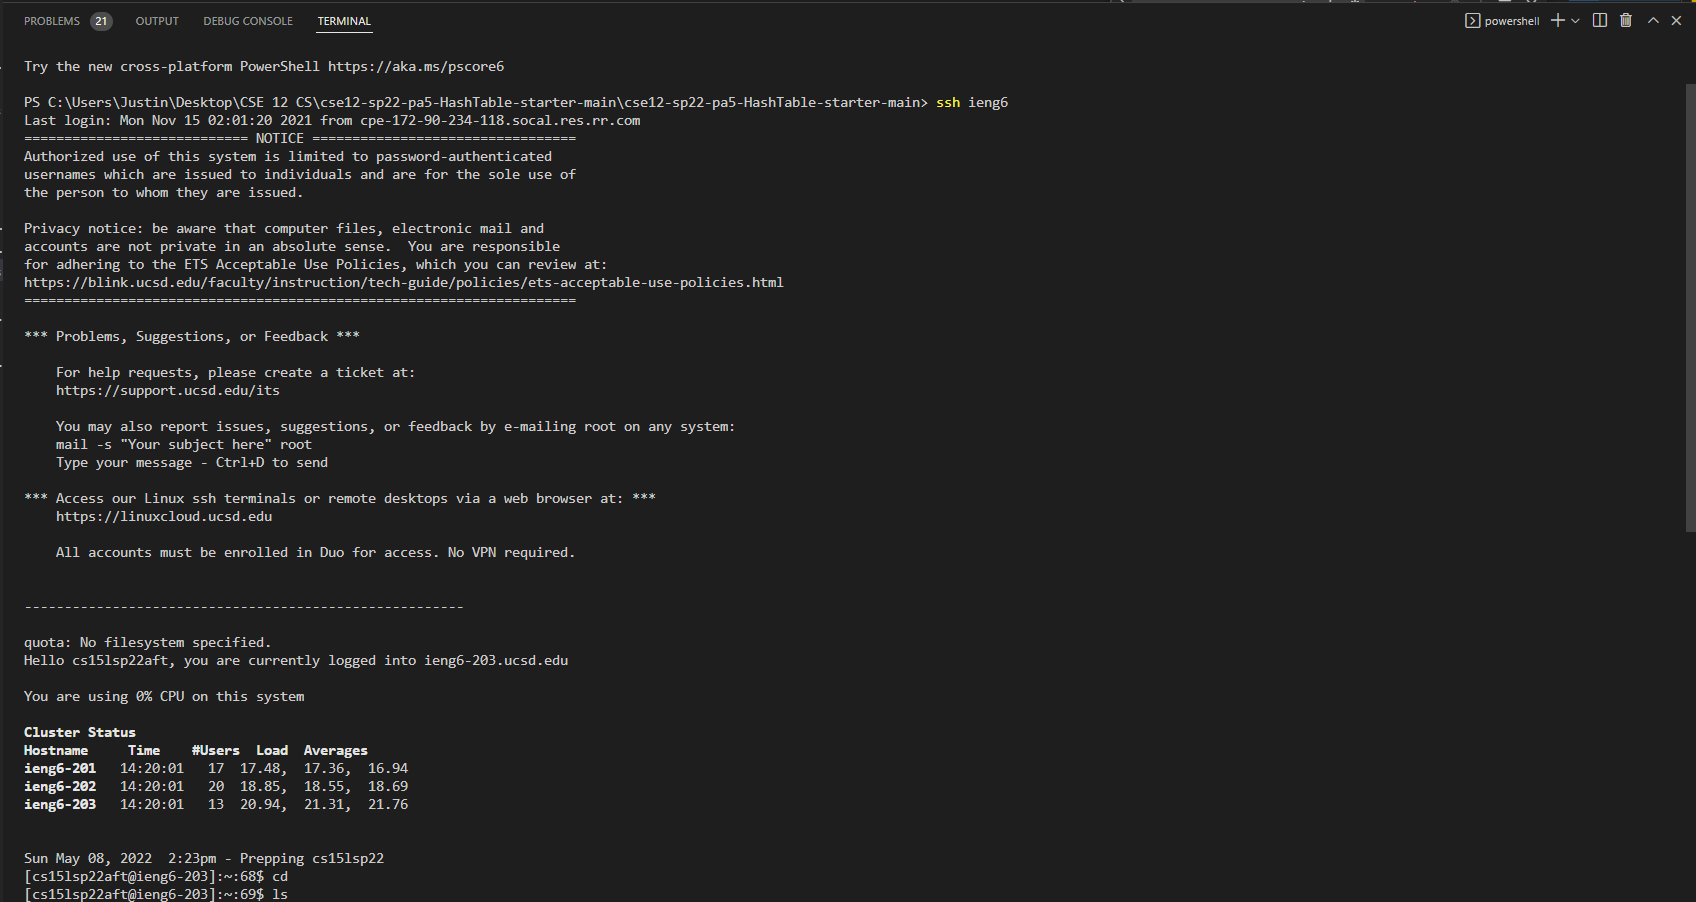 PROBLEMS 21 OUTPUT DEBUG CONSOLE TERMINAL powershell
Try the new cross-platform PowerShell https://aka.ms/pscore6
PS C:\Users\Justin\Desktop\CSE 12 CS\cse12-sp22-pa5-HashTable-starter-main\cse12-sp22-pa5-HashTable-starter-main> ssh ieng6
Last login: Mon Nov 15 02:01:20 2021 from cpe-172-90-234-118.socal.res.rr.com
============================ NOTICE =================================
Authorized use of this system is limited to password-authenticated
usernames which are issued to individuals and are for the sole use of
the person to whom they are issued.
Privacy notice: be aware that computer files, electronic mail and
accounts are not private in an absolute sense.  You are responsible
for adhering to the ETS Acceptable Use Policies, which you can review at:
https://blink.ucsd.edu/faculty/instruction/tech-guide/policies/ets-acceptable-use-policies.html
=====================================================================
*** Problems, Suggestions, or Feedback ***
For help requests, please create a ticket at:
https://support.ucsd.edu/its
You may also report issues, suggestions, or feedback by e-mailing root on any system:
mail -s "Your subject here" root
Type your message - Ctrl+D to send
*** Access our Linux ssh terminals or remote desktops via a web browser at: ***
https://linuxcloud.ucsd.edu
All accounts must be enrolled in Duo for access. No VPN required.
-------------------------------------------------------
quota: No filesystem specified.
Hello cs15lsp22aft, you are currently logged into ieng6-203.ucsd.edu
You are using 0% CPU on this system
Cluster Status
Hostname     Time    #Users  Load  Averages
ieng6-201   14:20:01   17  17.48,  17.36,  16.94
ieng6-202   14:20:01   20  18.85,  18.55,  18.69
ieng6-203   14:20:01   13  20.94,  21.31,  21.76
Sun May 08, 2022  2:23pm - Prepping cs15lsp22
[cs15lsp22aft@ieng6-203]:~:68$ cd
[cs15lsp22aft@ieng6-203]:~:69$ ls